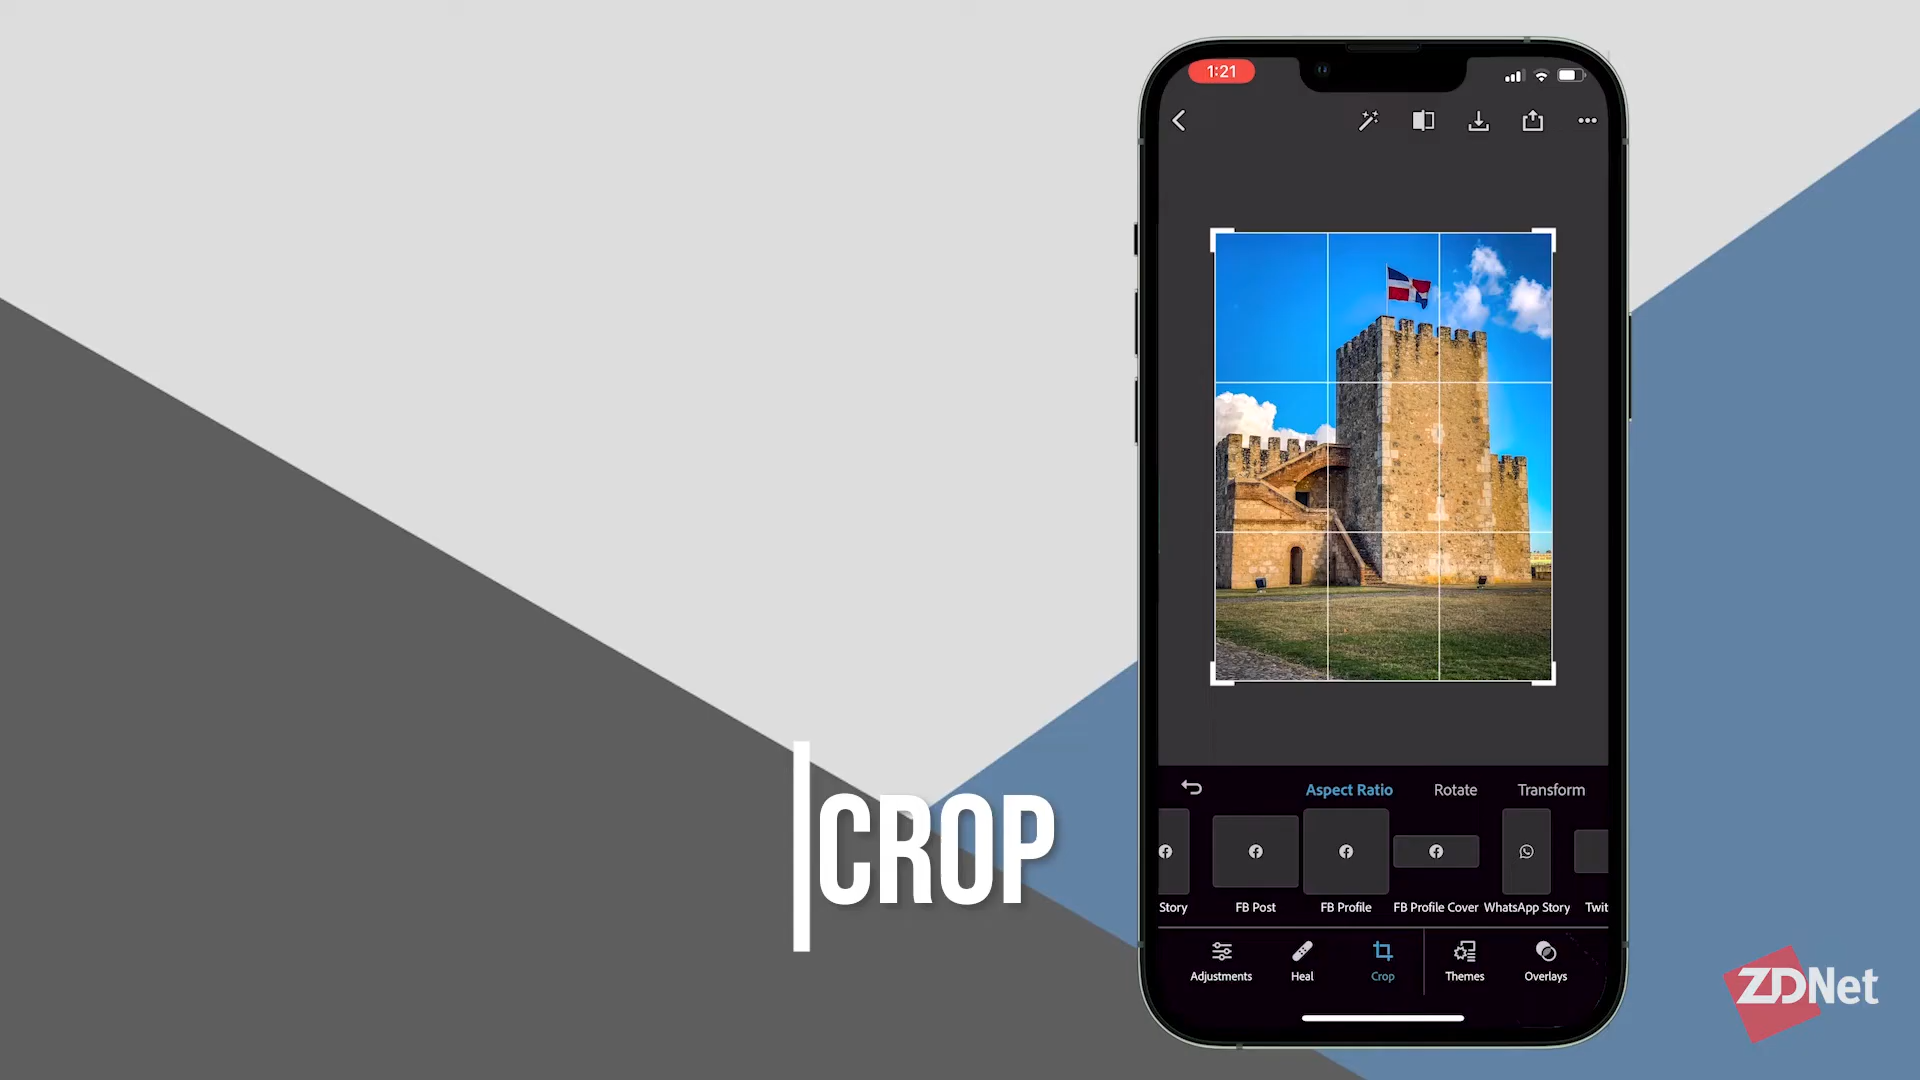 1:21
Aspect Ratio Rotate Transform
Story FB Post FB Profile FB Profile Cover WhatsApp Story Twit
CROP
Adjustments Heal Crop Themes Overlays
ZDNet